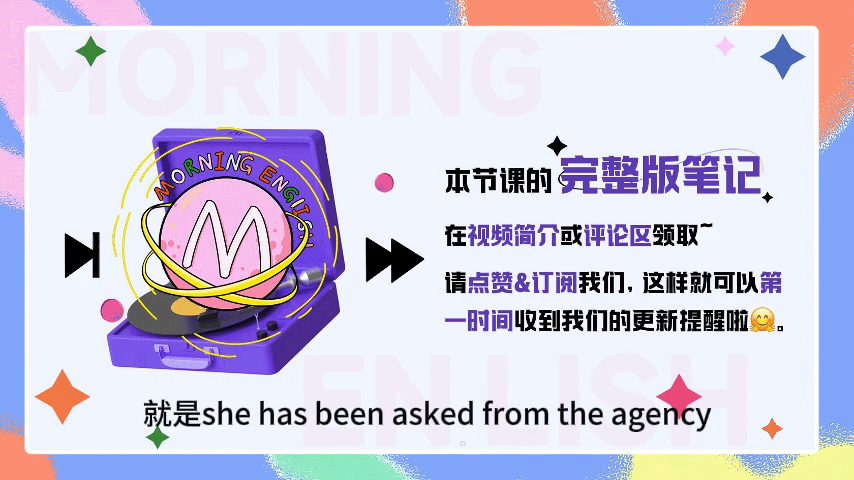 MORNING
MORNING ENGLISH
M
本节课的 完整版笔记
在视频简介或评论区领取~
请点赞&订阅我们，这样就可以第
一时间收到我们的更新提醒啦🤗。
EN LISH
就是she has been asked from the agency